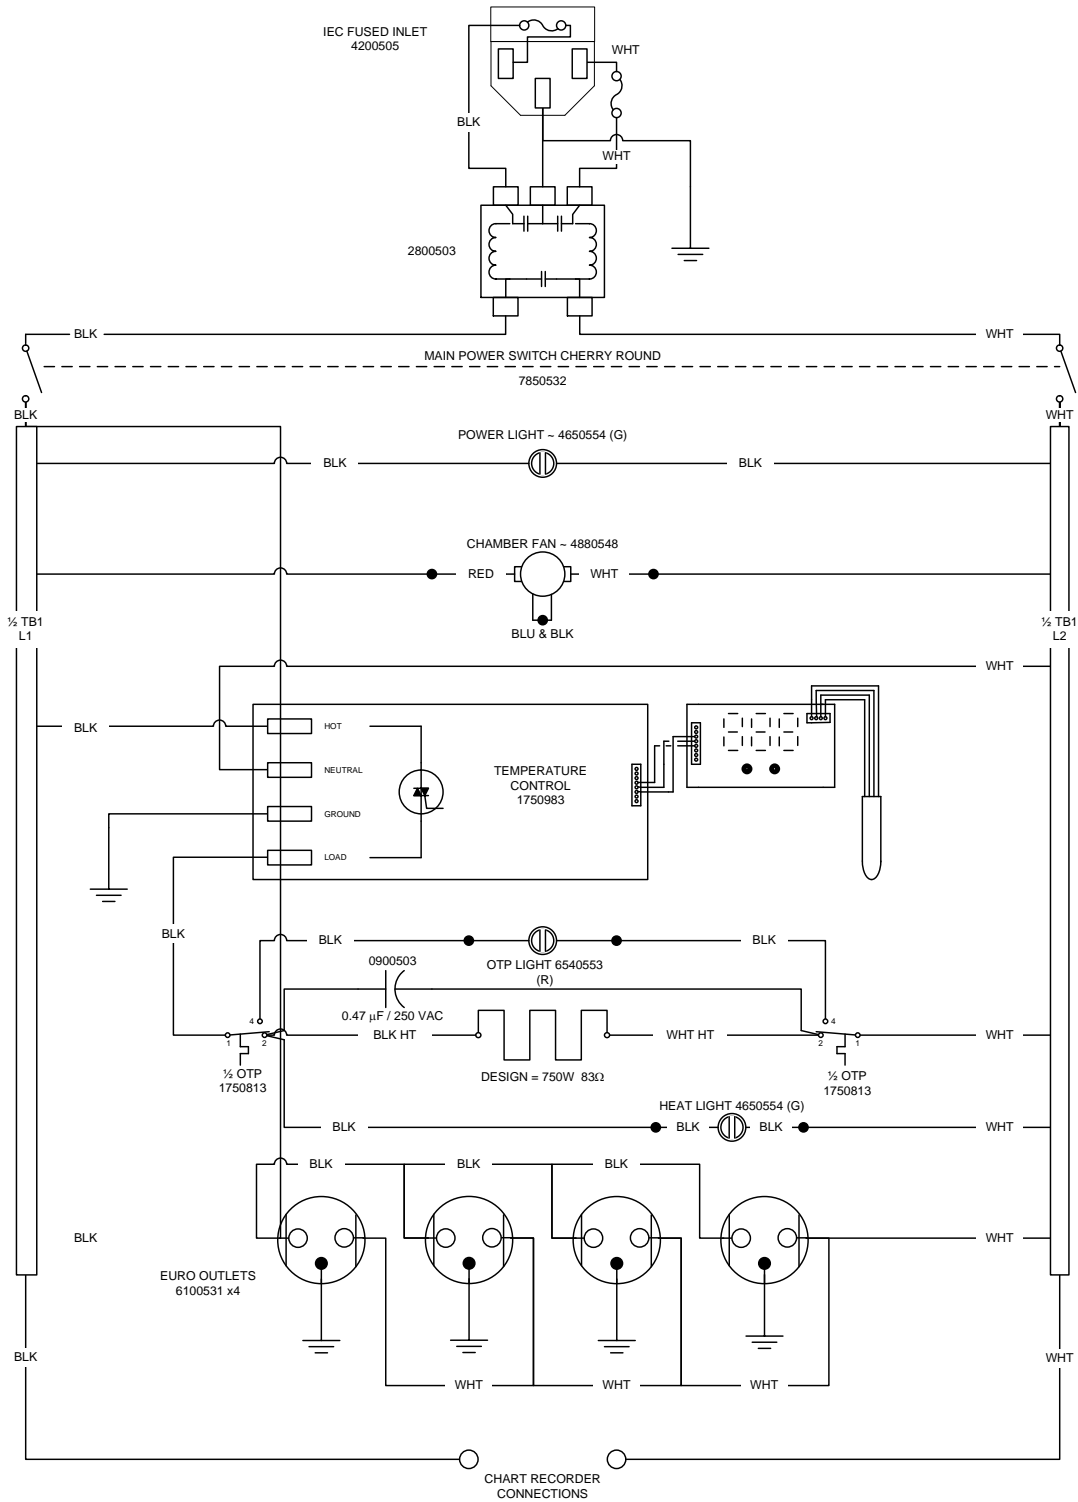 IEC FUSED INLET
4200505
WHT
BLK
WHT
2800503
BLK
WHT
MAIN POWER SWITCH CHERRY ROUND
7850532
BLK
WHT
POWER LIGHT ~ 4650554 (G)
BLK
BLK
CHAMBER FAN ~ 4880548
RED
WHT
BLU & BLK
½ TB1
L1
½ TB1
L2
WHT
BLK
HOT
NEUTRAL
GROUND
LOAD
TEMPERATURE
CONTROL
1750983
BLK
BLK
BLK
OTP LIGHT 6540553
(R)
0900503
0.47 µF / 250 VAC
4
1
2
½ OTP
1750813
BLK HT
WHT HT
DESIGN = 750W 83Ω
4
2
1
½ OTP
1750813
WHT
HEAT LIGHT 4650554 (G)
BLK
BLK
BLK
WHT
BLK
BLK
BLK
BLK
WHT
EURO OUTLETS
6100531 x4
BLK
WHT
WHT
WHT
WHT
CHART RECORDER
CONNECTIONS